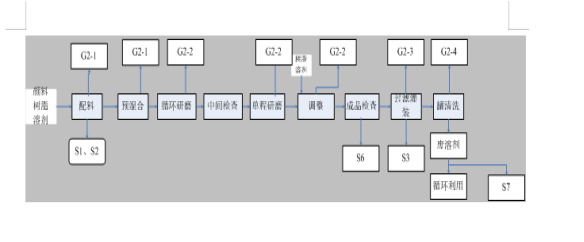 G2-1
G2-1
G2-2
G2-2
G2-2
G2-3
G2-4
树脂
溶剂
颜料
树脂
溶剂
配料
预混合
循环研磨
中间检查
单程研磨
调整
成品检查
过滤灌
装
罐清洗
S1、S2
S6
S3
废溶剂
循环利用
S7